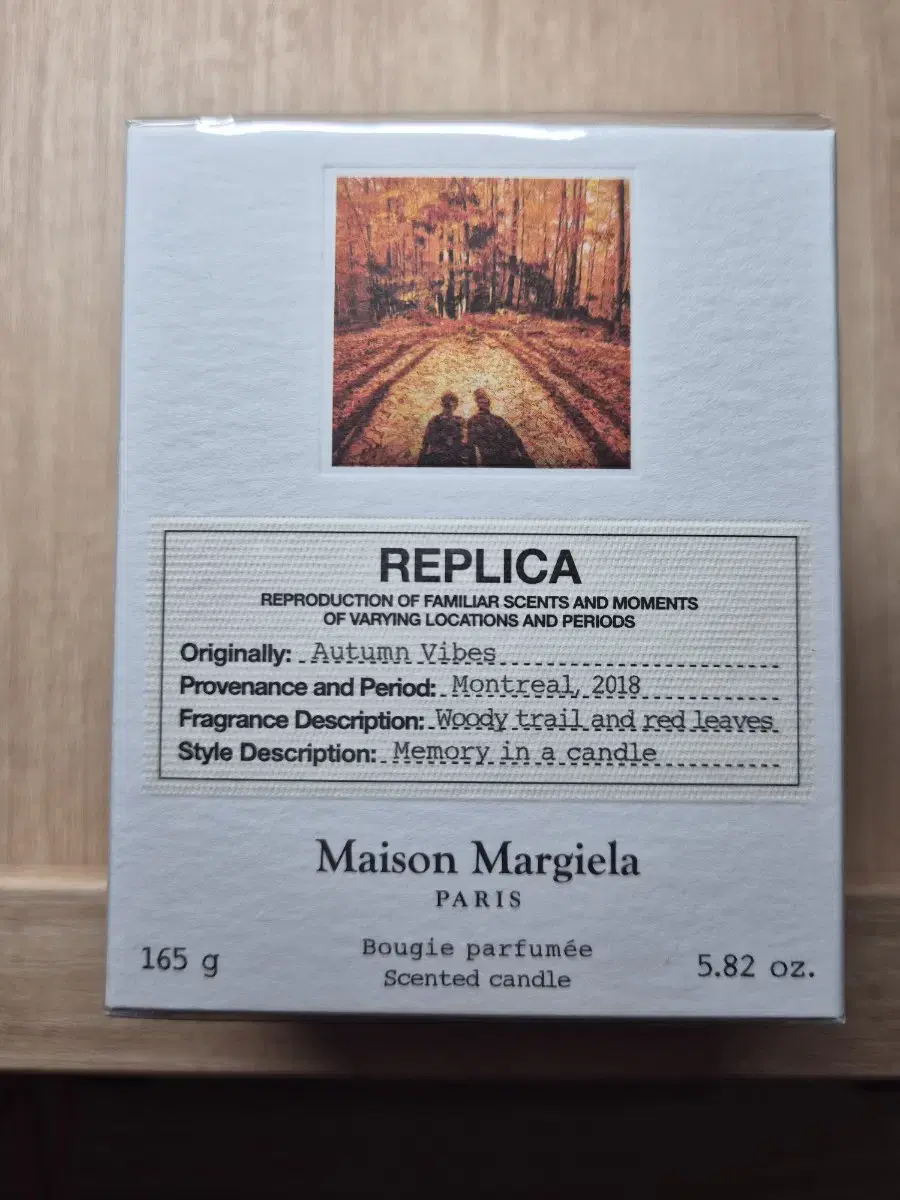 REPLICA
REPRODUCTION OF FAMILIAR SCENTS AND MOMENTS
OF VARYING LOCATIONS AND PERIODS
Originally: Autumn Vibes
Provenance and Period: Montreal, 2018
Fragrance Description: Woody trail and red leaves
Style Description: Memory in a candle
Maison Margiela
PARIS
Bougie parfumée
Scented candle
165 g
5.82 oz.